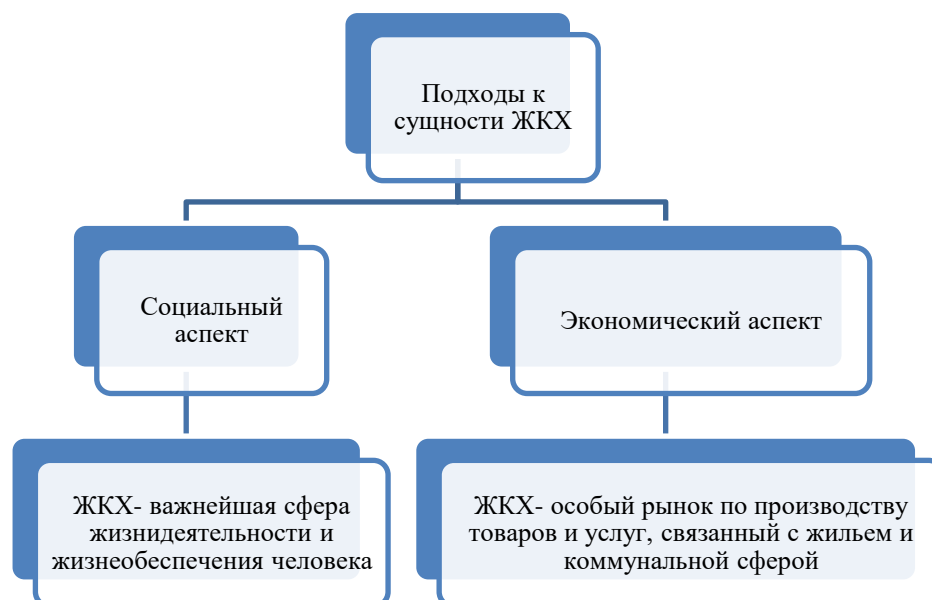 Подходы к
сущности ЖКХ
Социальный
аспект
Экономический аспект
ЖКХ- важнейшая сфера
жизнидеятельности и
жизнеобеспечения человека
ЖКХ- особый рынок по производству
товаров и услуг, связанный с жильем и
коммунальной сферой